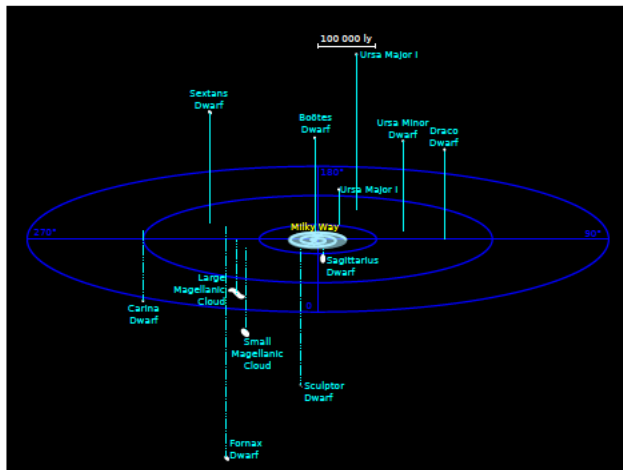 100 000 ly
Ursa Major I
Sextans
Dwarf
Boötes
Dwarf
Ursa Minor
Dwarf
Draco
Dwarf
180°
Ursa Major I
270°
Milky Way
90°
Sagittarius
Dwarf
Large
Magellanic
Cloud
0
Carina
Dwarf
Small
Magellanic
Cloud
Sculptor
Dwarf
Fornax
Dwarf